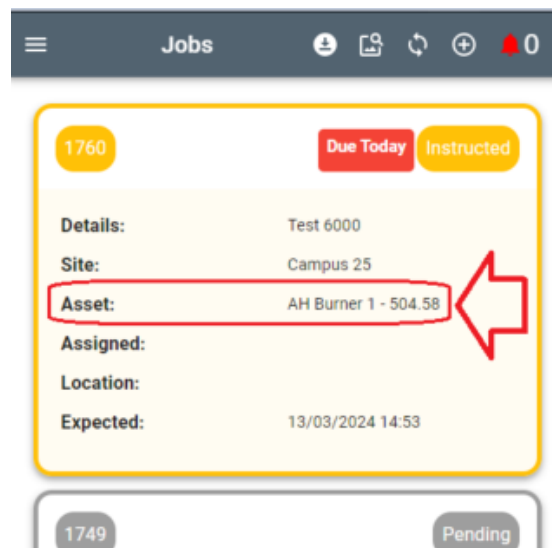 Jobs 0
1760 Due Today Instructed
Details: Test 6000
Site: Campus 25
Asset: AH Burner 1 - 504.58
Assigned:
Location:
Expected: 13/03/2024 14:53
1749 Pending